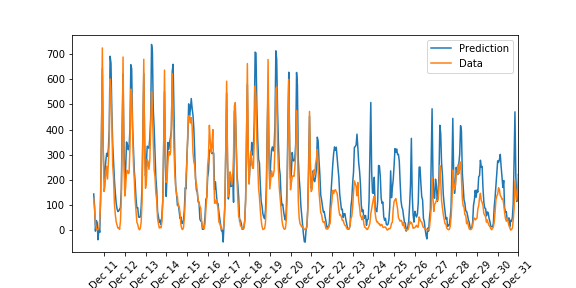 Prediction
Data
700
600
500
400
300
200
100
0
Dec 11
Dec 12
Dec 13
Dec 14
Dec 15
Dec 16
Dec 17
Dec 18
Dec 19
Dec 20
Dec 21
Dec 22
Dec 23
Dec 24
Dec 25
Dec 26
Dec 27
Dec 28
Dec 29
Dec 30
Dec 31